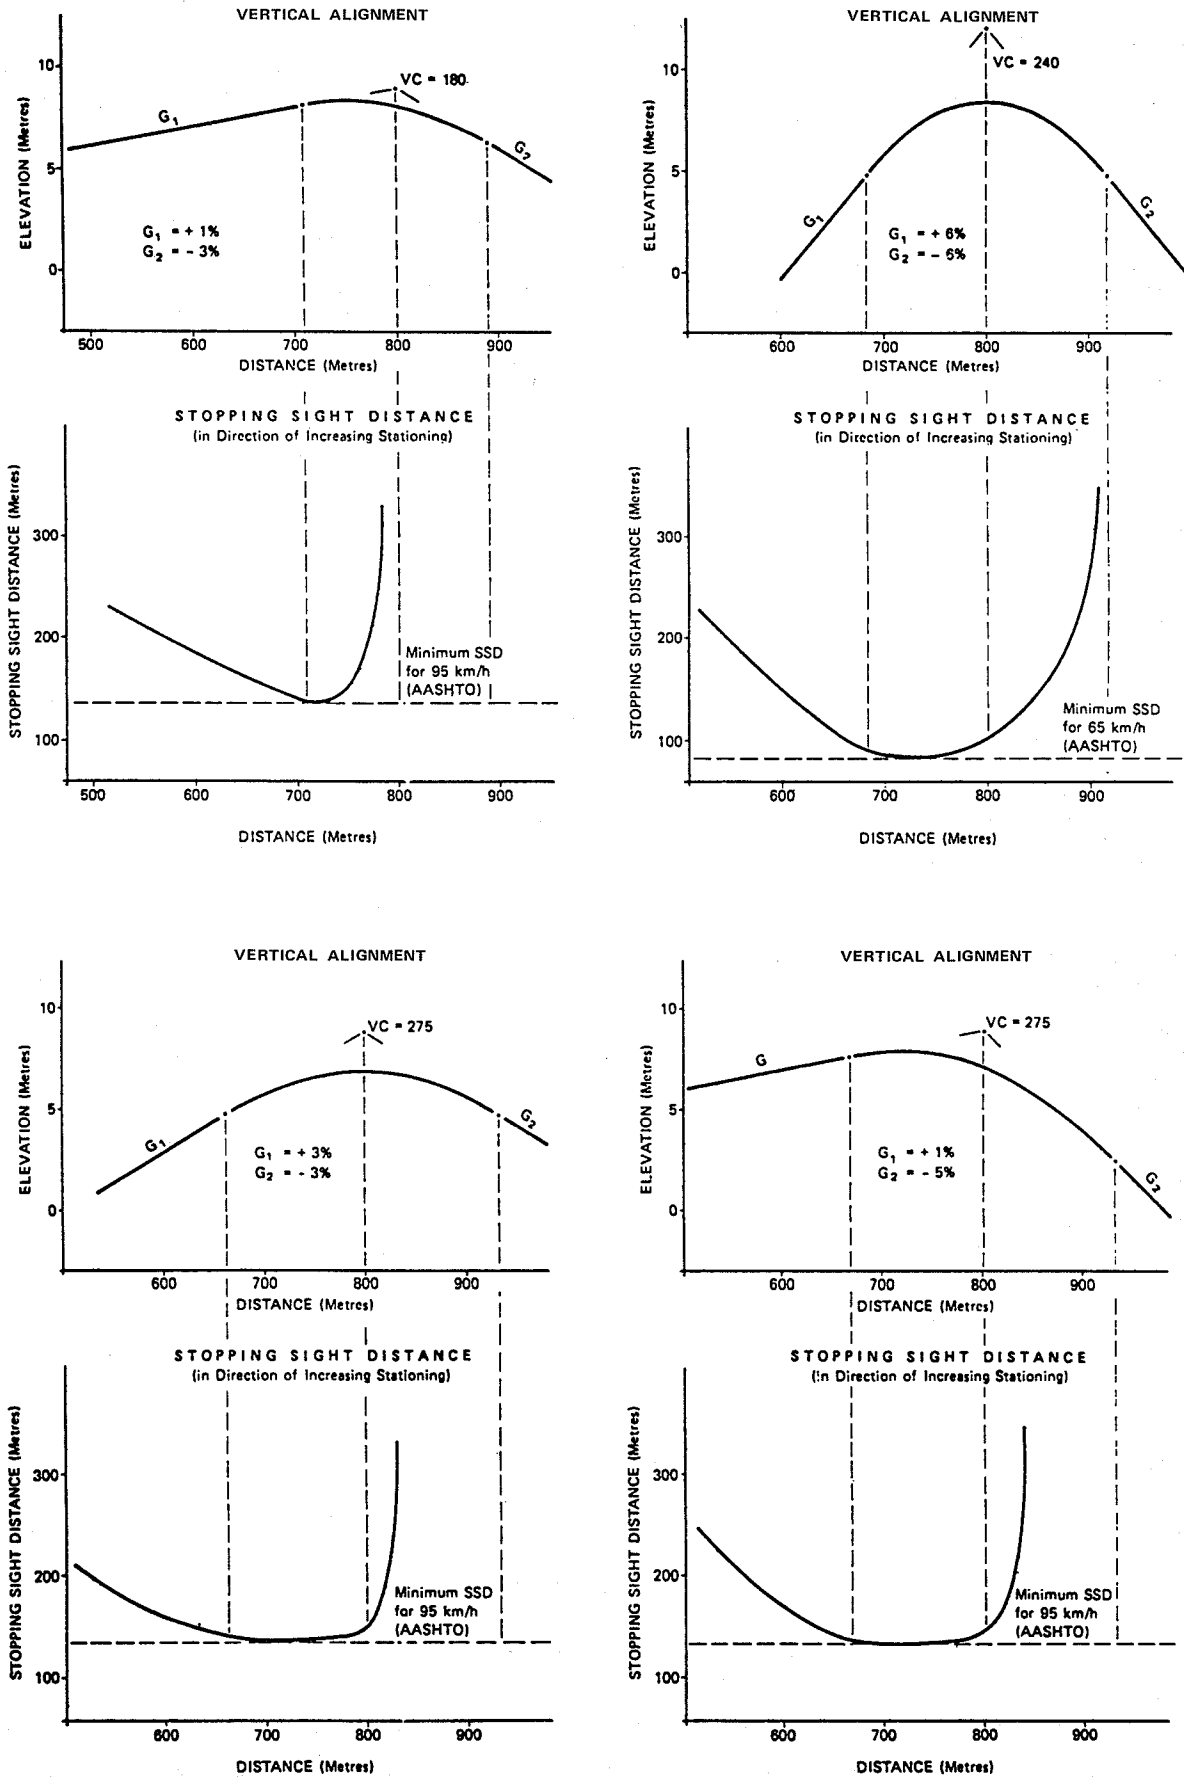 VERTICAL ALIGNMENT
ELEVATION (Metres)
10
5
0
VC = 180
G1
G2
G1 = + 1%
G2 = - 3%
500 600 700 800 900
DISTANCE (Metres)
STOPPING SIGHT DISTANCE
(in Direction of Increasing Stationing)
STOPPING SIGHT DISTANCE (Metres)
300
200
100
Minimum SSD
for 95 km/h
(AASHTO)
500 600 700 800 900
DISTANCE (Metres)
VERTICAL ALIGNMENT
ELEVATION (Metres)
10
5
0
VC = 240
G1
G2
G1 = + 6%
G2 = - 6%
600 700 800 900
DISTANCE (Metres)
STOPPING SIGHT DISTANCE
(in Direction of Increasing Stationing)
STOPPING SIGHT DISTANCE (Metres)
300
200
100
Minimum SSD
for 65 km/h
(AASHTO)
600 700 800 900
DISTANCE (Metres)
VERTICAL ALIGNMENT
ELEVATION (Metres)
10
5
0
VC = 275
G1
G2
G1 = + 3%
G2 = - 3%
600 700 800 900
DISTANCE (Metres)
STOPPING SIGHT DISTANCE
(in Direction of Increasing Stationing)
STOPPING SIGHT DISTANCE (Metres)
300
200
100
Minimum SSD
for 95 km/h
(AASHTO)
600 700 800 900
DISTANCE (Metres)
VERTICAL ALIGNMENT
ELEVATION (Metres)
10
5
0
VC = 275
G
G2
G1 = + 1%
G2 = - 5%
600 700 800 900
DISTANCE (Metres)
STOPPING SIGHT DISTANCE
(in Direction of Increasing Stationing)
STOPPING SIGHT DISTANCE (Metres)
300
200
100
Minimum SSD
for 95 km/h
(AASHTO)
600 700 800 900
DISTANCE (Metres)